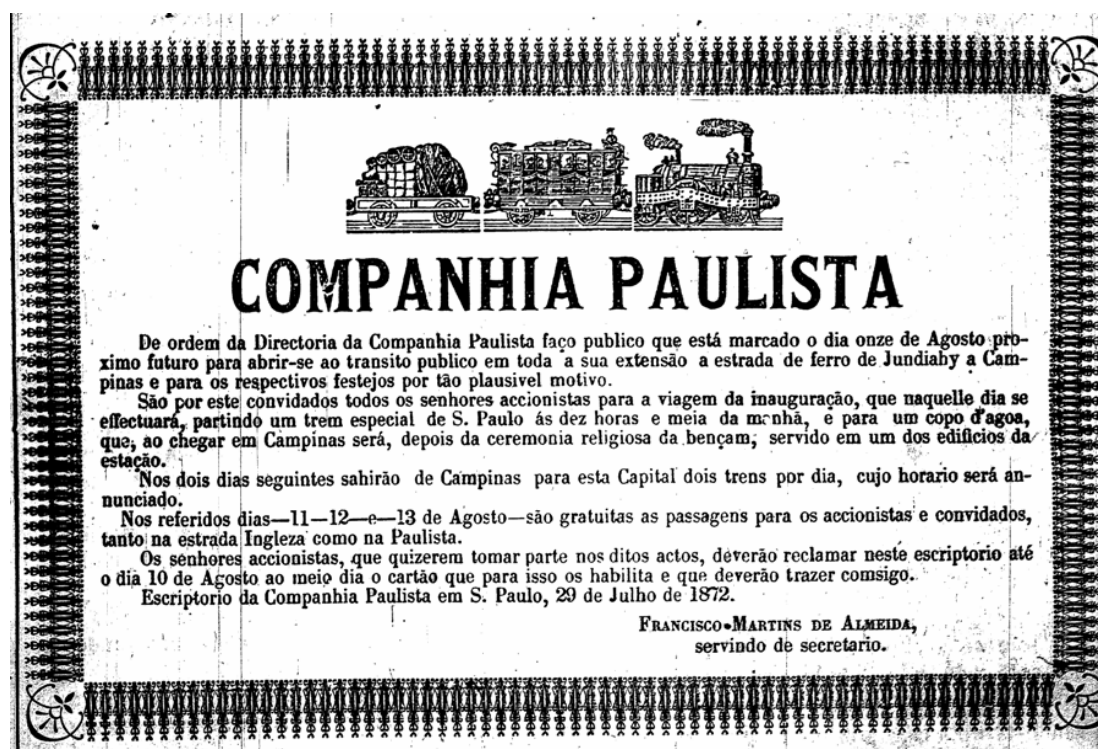 COMPANHIA PAULISTA
De ordem da Directoria da Companhia Paulista faço publico que está marcado o dia onze de Agosto pro-
ximo futuro para abrir-se ao transito publico em toda a sua extensão a estrada de ferro de Jundiahy a Cam-
pinas e para os respectivos festejos por tão plausivel motivo.
São por este convidados todos os senhores accionistas para a viagem da inauguração, que naquelle dia se
effectuará, partindo um trem especial de S. Paulo ás dez horas e meia da manhã, e para um copo d'agoa,
que, ao chegar em Campinas será, depois da ceremonia religiosa da bençam, servido em um dos edificios da
estação.
Nos dois dias seguintes sahirão de Campinas para esta Capital dois trens por dia, cujo horario será an-
nunciado.
Nos referidos dias—11—12—e—13 de Agosto—são gratuitas as passagens para os accionistas e convidados,
tanto na estrada Ingleza como na Paulista.
Os senhores accionistas, que quizerem tomar parte nos ditos actos, deverão reclamar neste escriptorio até
o dia 10 de Agosto ao meio dia o cartão que para isso os habilita e que deverão trazer comsigo.
Escriptorio da Companhia Paulista em S. Paulo, 29 de Julho de 1872.
FRANCISCO MARTINS DE ALMEIDA,
servindo de secretario.